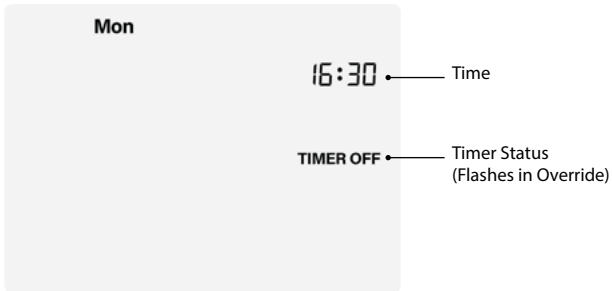 Mon
16:30
Time
TIMER OFF
Timer Status
(Flashes in Override)